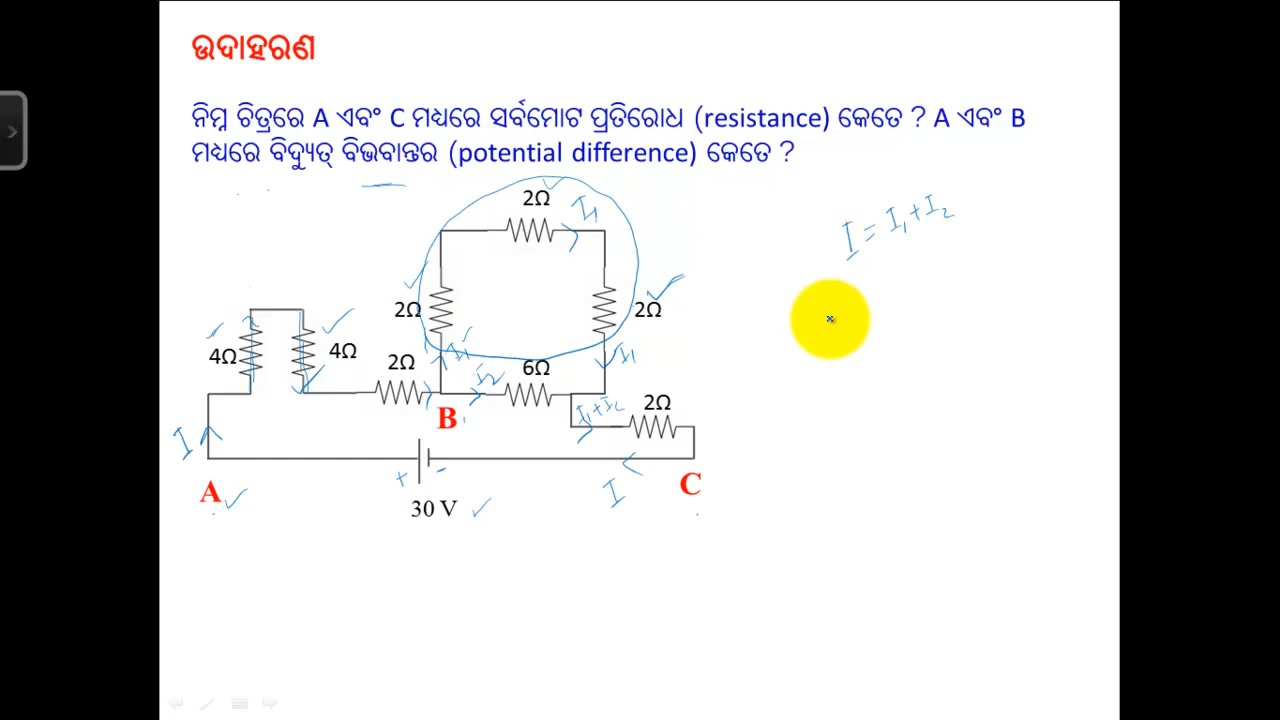 ଉଦାହରଣ
ନିମ୍ନ ଚିତ୍ରରେ A ଏବଂ C ମଧ୍ୟରେ ସର୍ବମୋଟ ପ୍ରତିରୋଧ (resistance) କେତେ ? A ଏବଂ B
ମଧ୍ୟରେ ବିଦ୍ୟୁତ୍ ବିଭବାନ୍ତର (potential difference) କେତେ ?
2Ω
I₁
I = I₁ + I₂
2Ω
2Ω
4Ω
4Ω
I₁
I₁
2Ω
6Ω
I₂
2Ω
I₁ + I₂
B
I
A
+
-
I
C
30 V